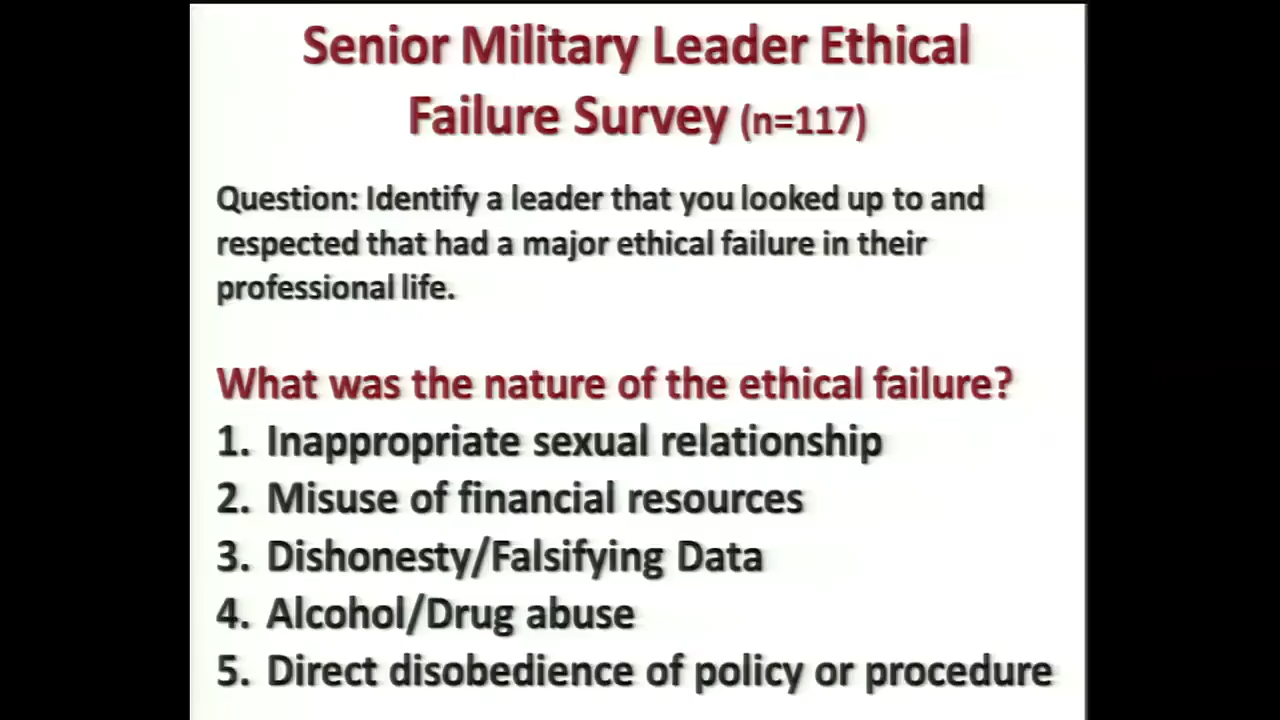 Senior Military Leader Ethical
Failure Survey (n=117)
Question: Identify a leader that you looked up to and
respected that had a major ethical failure in their
professional life.
What was the nature of the ethical failure?
1. Inappropriate sexual relationship
2. Misuse of financial resources
3. Dishonesty/Falsifying Data
4. Alcohol/Drug abuse
5. Direct disobedience of policy or procedure